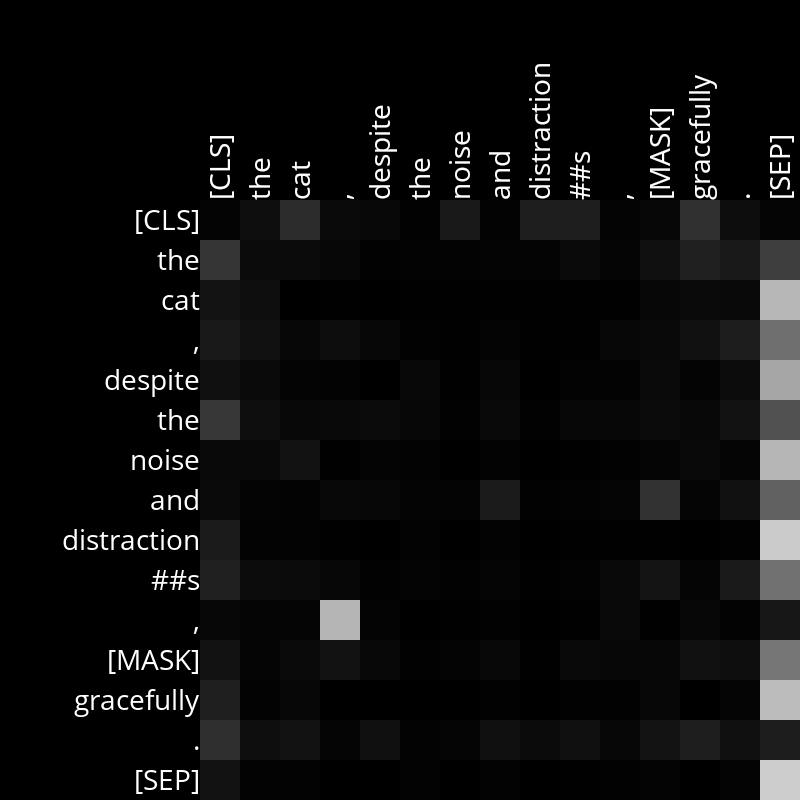 [CLS] the cat , despite the noise and distraction ##s , [MASK] gracefully . [SEP]
[CLS]
the
cat
,
despite
the
noise
and
distraction
##s
,
[MASK]
gracefully
.
[SEP]